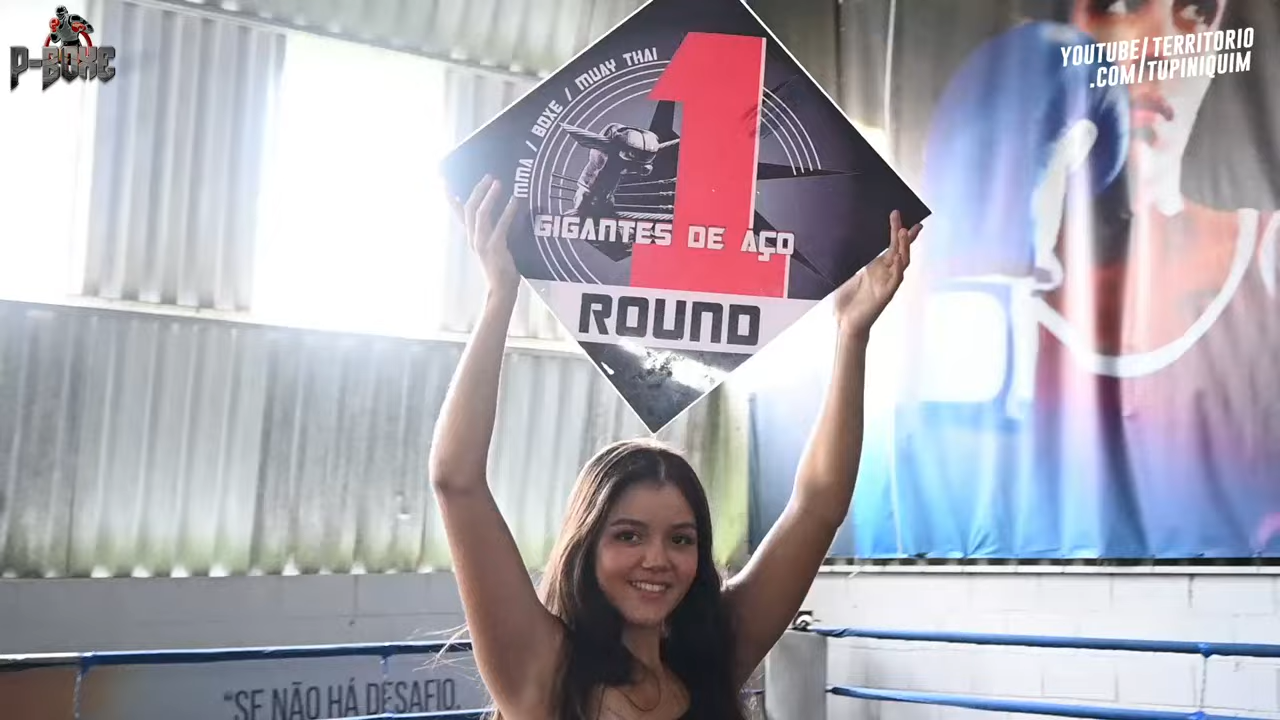 P-BOXE
YOUTUBE/TERRITORIO
.COM/TUPINIQUIM
MMA / BOXE / MUAY THAI
1
GIGANTES DE AÇO
ROUND
“SE NÃO HÁ DESAFIO,